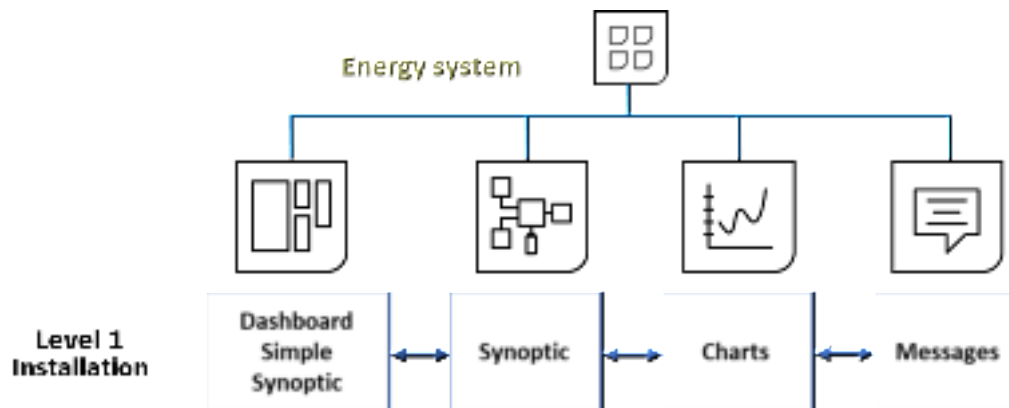 Energy system
Level 1
Installation
Dashboard
Simple
Synoptic
Synoptic
Charts
Messages